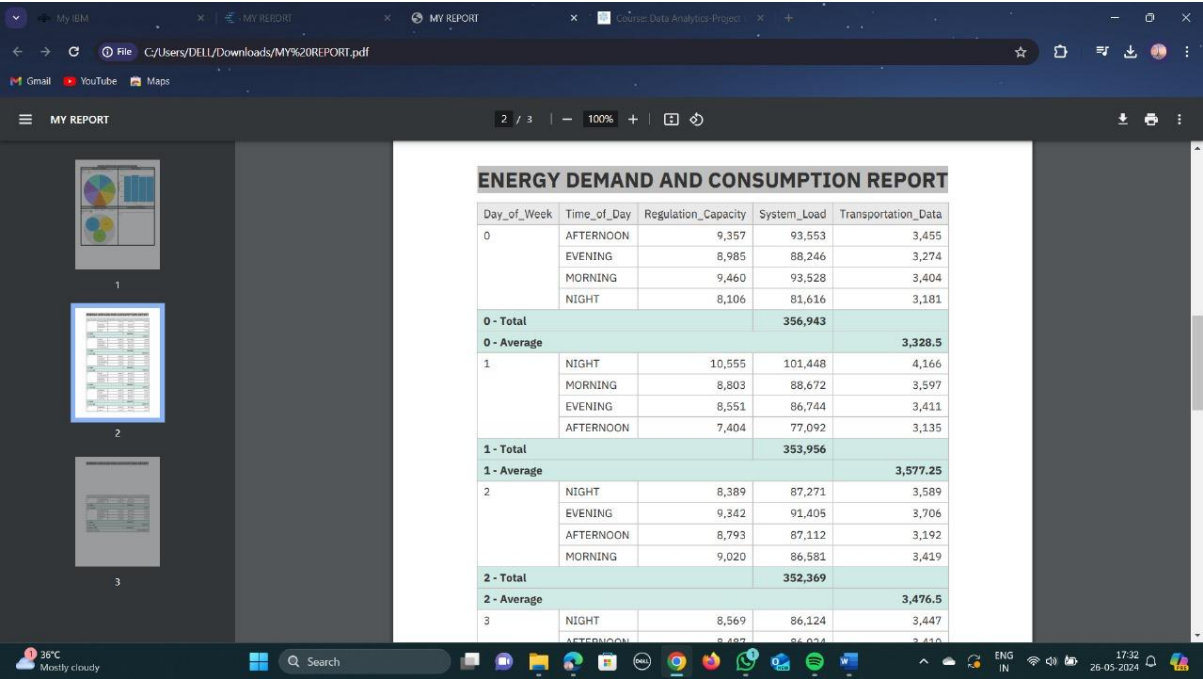 My IBM
- MY REPORT
MY REPORT
Course: Data Analytics-Project
File C:/Users/DELL/Downloads/MY%20REPORT.pdf
Gmail YouTube Maps
MY REPORT 2 / 3 100%
ENERGY DEMAND AND CONSUMPTION REPORT
Day_of_Week Time_of_Day Regulation_Capacity System_Load Transportation_Data
0 AFTERNOON 9,357 93,553 3,455
EVENING 8,985 88,246 3,274
MORNING 9,460 93,528 3,404
NIGHT 8,106 81,616 3,181
0 - Total 356,943
0 - Average 3,328.5
1 NIGHT 10,555 101,448 4,166
MORNING 8,803 88,672 3,597
EVENING 8,551 86,744 3,411
AFTERNOON 7,404 77,092 3,135
1 - Total 353,956
1 - Average 3,577.25
2 NIGHT 8,389 87,271 3,589
EVENING 9,342 91,405 3,706
AFTERNOON 8,793 87,112 3,192
MORNING 9,020 86,581 3,419
2 - Total 352,369
2 - Average 3,476.5
3 NIGHT 8,569 86,124 3,447
1
2
3
1 36°C
Mostly cloudy
Search
ENG
IN
17:32
26-05-2024